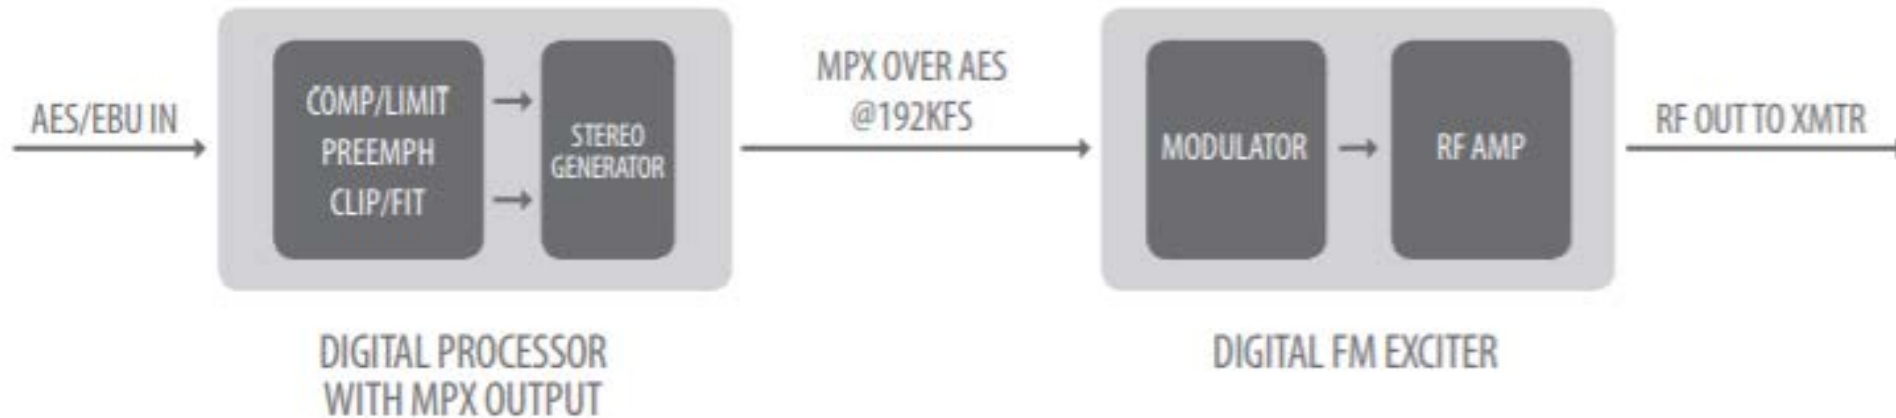 AES/EBU IN
COMP/LIMIT
PREEMPH
CLIP/FIT
STEREO
GENERATOR
MPX OVER AES
@192KFS
MODULATOR
RF AMP
RF OUT TO XMTR
DIGITAL PROCESSOR
WITH MPX OUTPUT
DIGITAL FM EXCITER